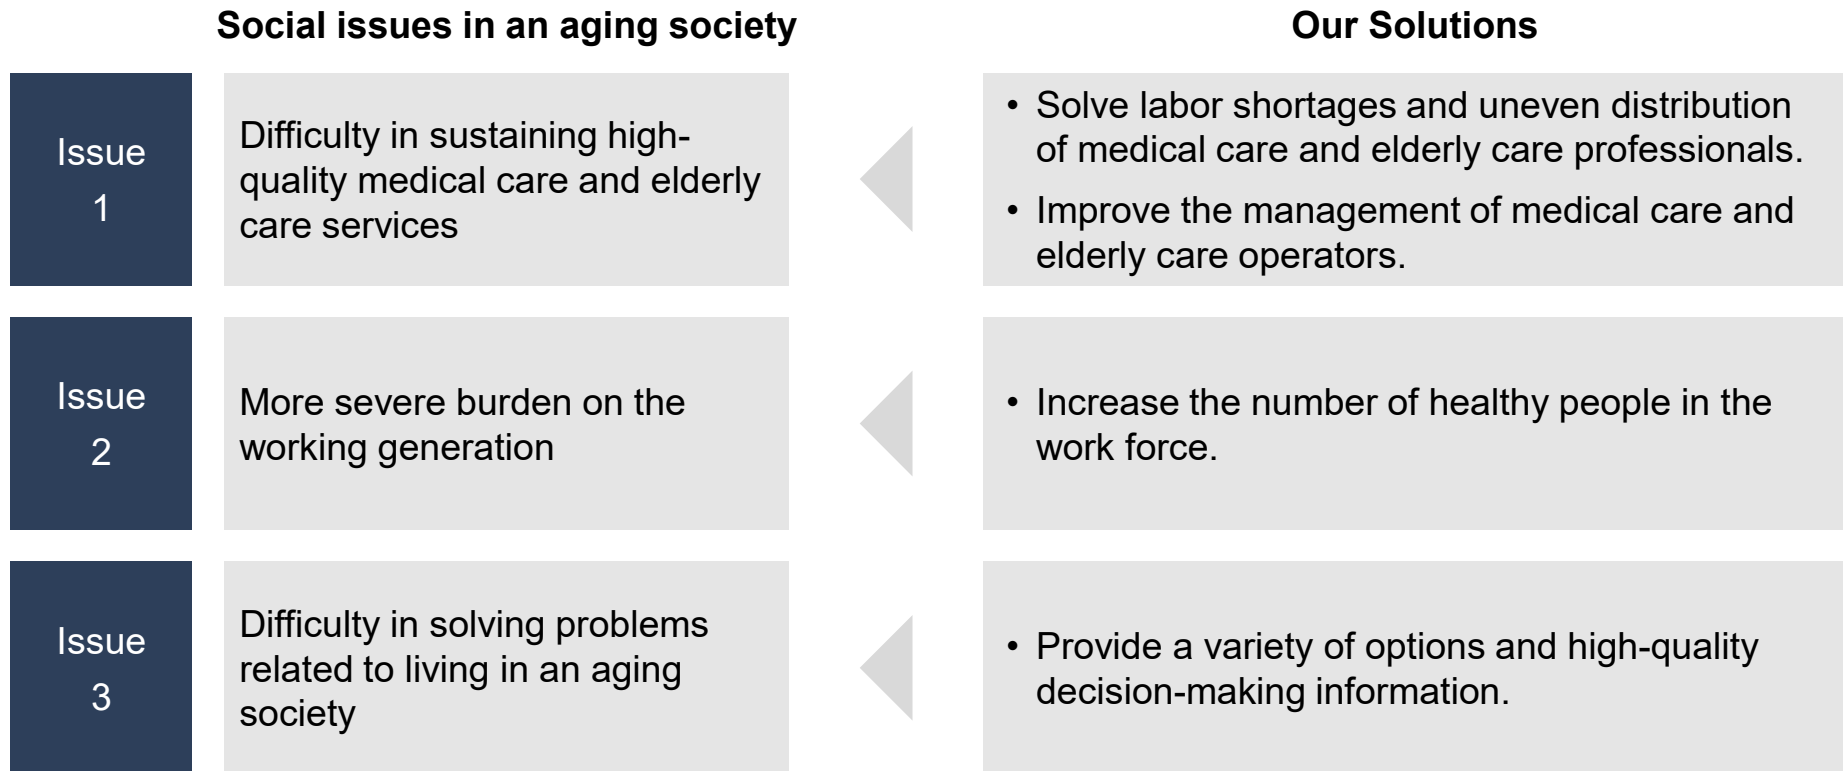 Social issues in an aging society
Our Solutions
Issue
1
Difficulty in sustaining high-
quality medical care and elderly
care services
• Solve labor shortages and uneven distribution
of medical care and elderly care professionals.
• Improve the management of medical care and
elderly care operators.
Issue
2
More severe burden on the
working generation
• Increase the number of healthy people in the
work force.
Issue
3
Difficulty in solving problems
related to living in an aging
society
• Provide a variety of options and high-quality
decision-making information.